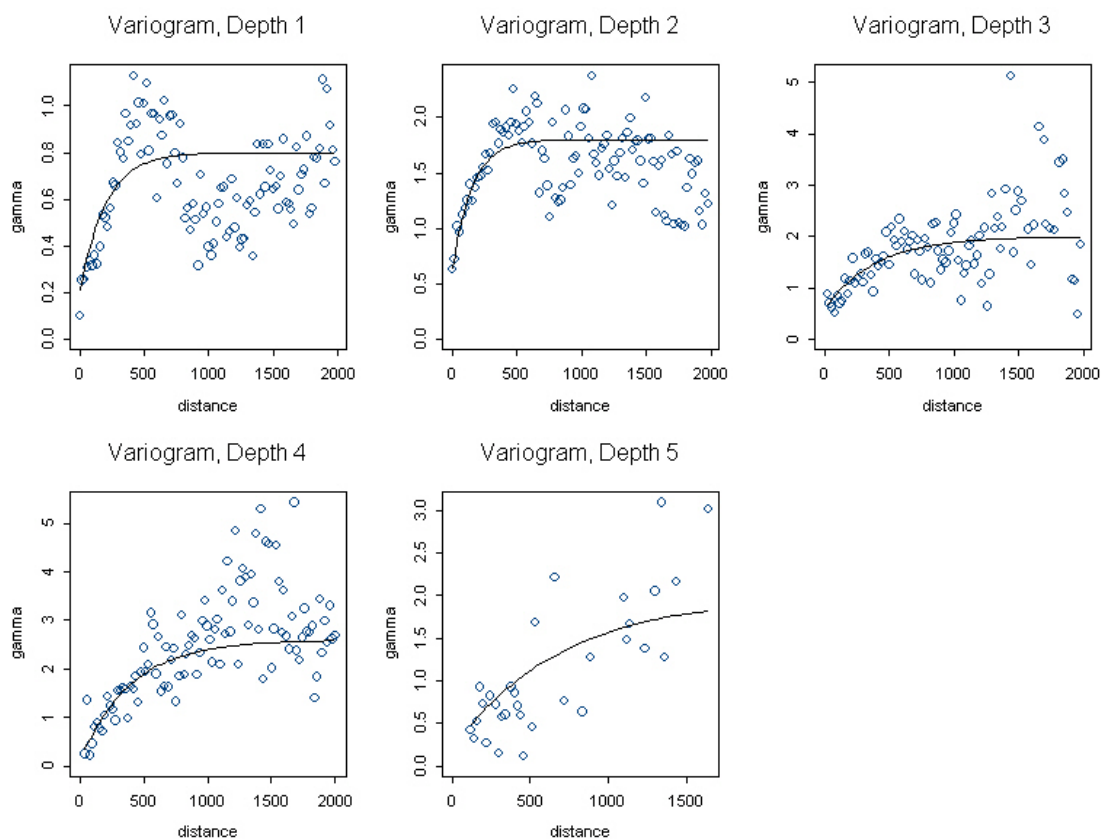 Variogram, Depth 1
gamma
0.0 0.2 0.4 0.6 0.8 1.0
0 500 1000 1500 2000
distance
Variogram, Depth 2
gamma
0.0 0.5 1.0 1.5 2.0
0 500 1000 1500 2000
distance
Variogram, Depth 3
gamma
0 1 2 3 4 5
0 500 1000 1500 2000
distance
Variogram, Depth 4
gamma
0 1 2 3 4 5
0 500 1000 1500 2000
distance
Variogram, Depth 5
gamma
0.0 0.5 1.0 1.5 2.0 2.5 3.0
0 500 1000 1500
distance